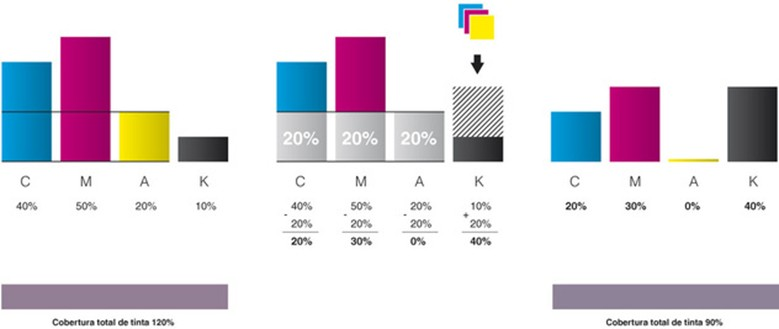 20% 20% 20%
C M A K
40% 50% 20% 10%
C M A K
40% 50% 20% 10%
- 20% - 20% - 20% + 20%
20% 30% 0% 40%
C M A K
20% 30% 0% 40%
Cobertura total de tinta 120%
Cobertura total de tinta 90%